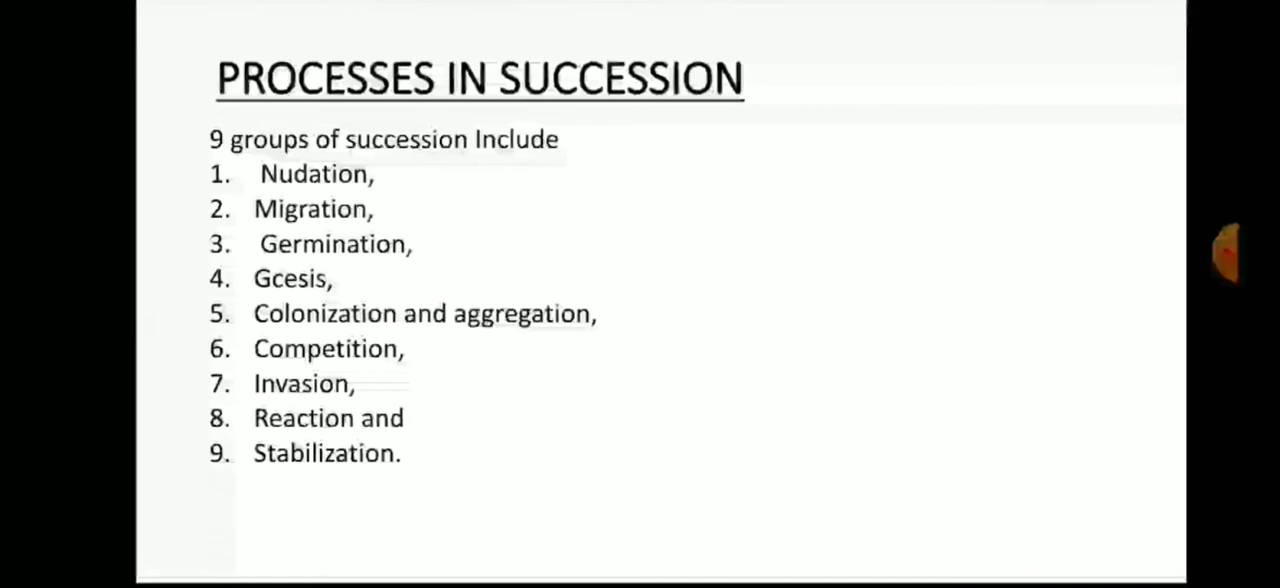 PROCESSES IN SUCCESSION
9 groups of succession Include
1. Nudation,
2. Migration,
3. Germination,
4. Gcesis,
5. Colonization and aggregation,
6. Competition,
7. Invasion,
8. Reaction and
9. Stabilization.